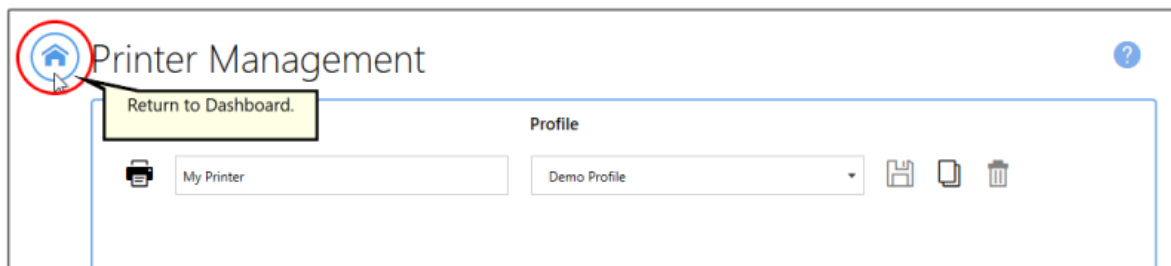 Printer Management
?
Return to Dashboard.
Profile
My Printer
Demo Profile